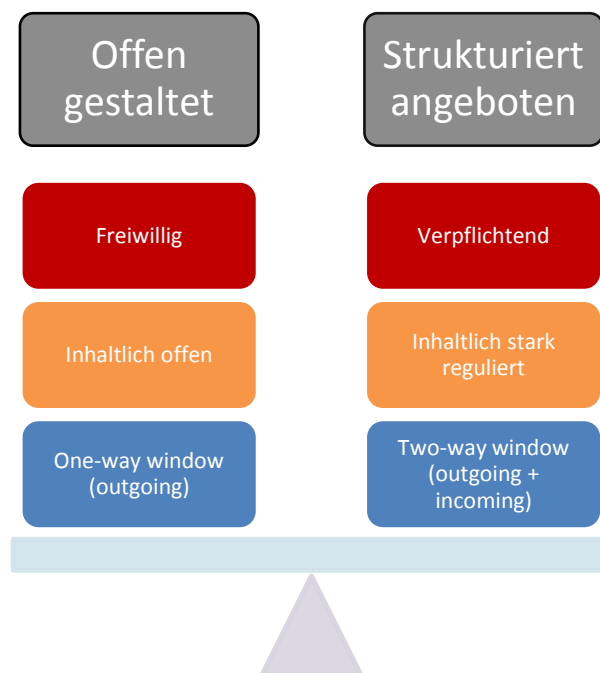 Offen
gestaltet
Strukturiert
angeboten
Freiwillig
Verpflichtend
Inhaltlich offen
Inhaltlich stark
reguliert
One-way window
(outgoing)
Two-way window
(outgoing +
incoming)